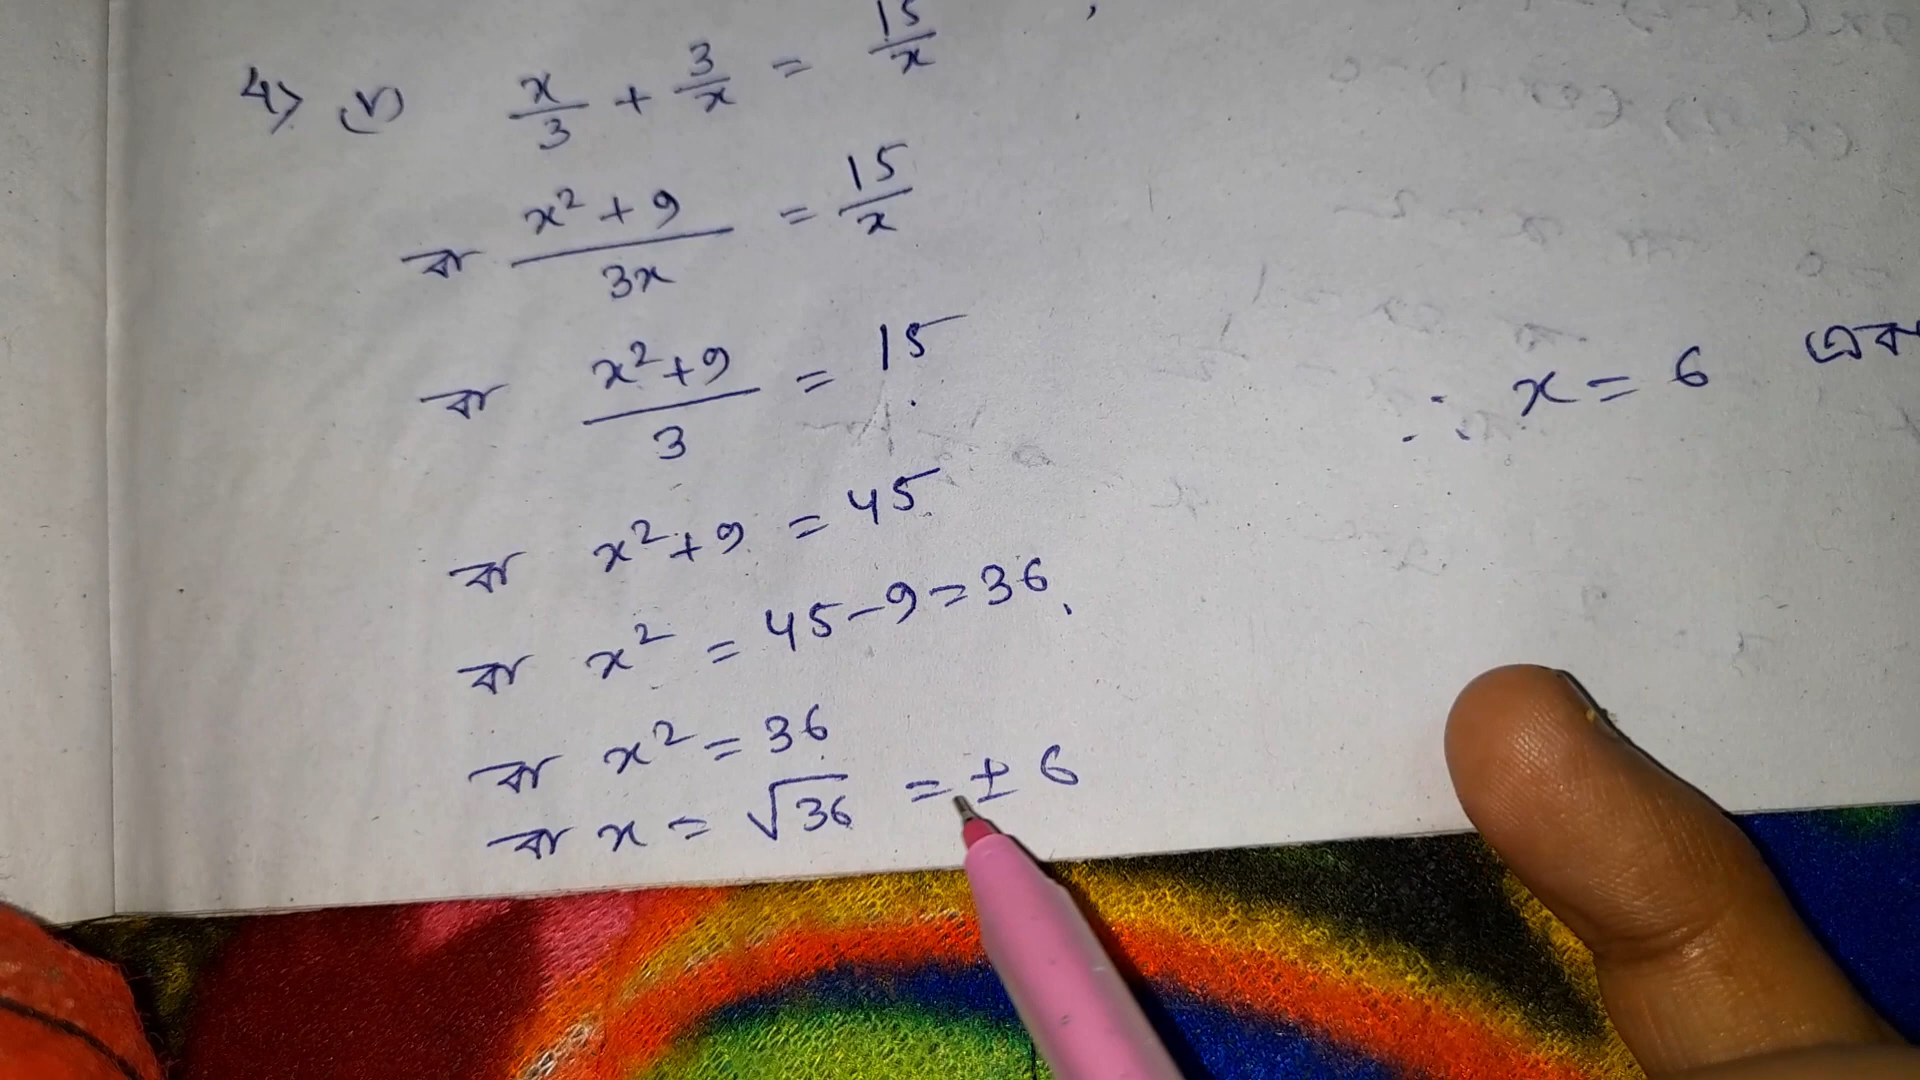 4> (v) x/3 + 3/x = 15/x
বা (x² + 9)/3x = 15/x
বা (x² + 9)/3 = 15
বা x² + 9 = 45
বা x² = 45 - 9 = 36
বা x² = 36
বা x = √36 = ± 6
∴ x = 6